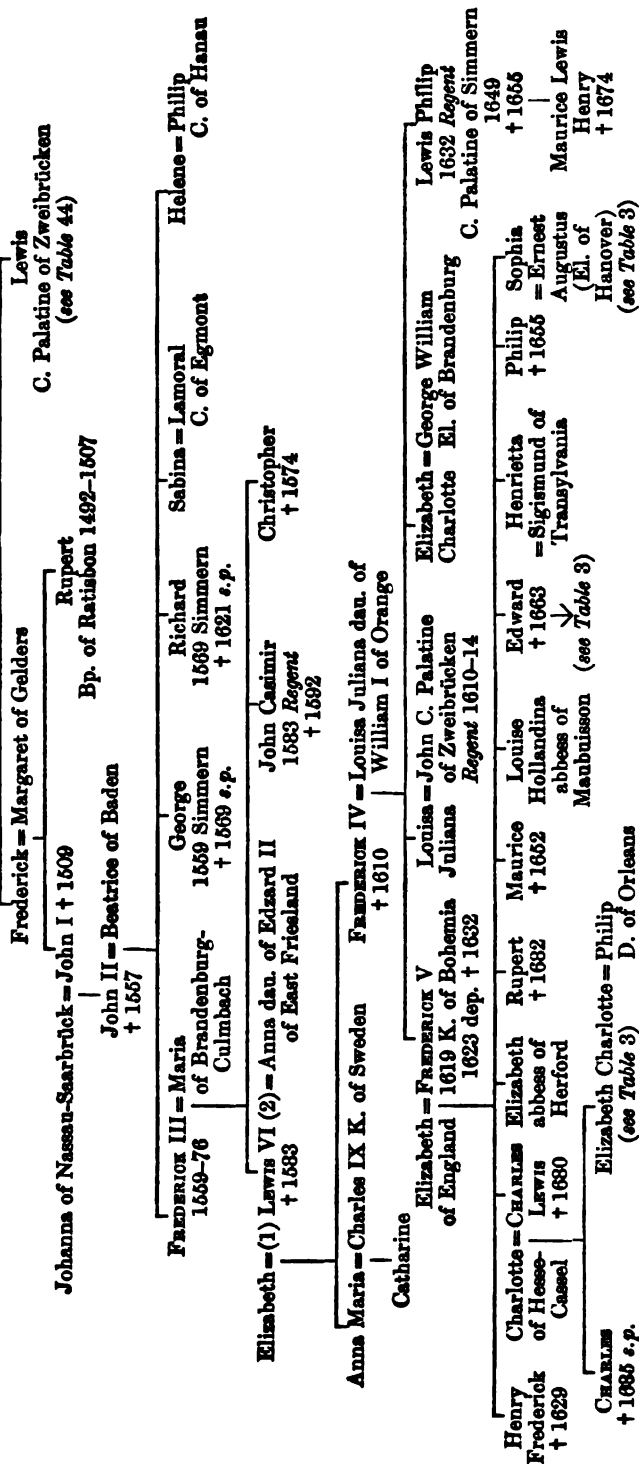 Frederick = Margaret of Gelders
Lewis
C. Palatine of Zweibrücken
(see Table 44)
Johanna of Nassau-Saarbrück = John I † 1509
Rupert
Bp. of Ratisbon 1492–1507
John II = Beatrice of Baden
† 1557
FREDERICK III = Maria
1559–76 of Brandenburg-
Culmbach
George
1559 Simmern
† 1569 s.p.
Richard
1569 Simmern
† 1621 s.p.
Sabina = Lamoral
C. of Egmont
Helene = Philip
C. of Hanau
Elizabeth = (1) LEWIS VI (2) = Anna dau. of Edzard II
† 1583 of East Friesland
John Casimir
1583 Regent
† 1592
Christopher
† 1574
Anna Maria = Charles IX K. of Sweden
Catharine
FREDERICK IV = Louisa Juliana dau. of
† 1610 William I of Orange
Elizabeth = FREDERICK V
of England 1619 K. of Bohemia
1623 dep. † 1632
Louisa = John C. Palatine
Juliana of Zweibrücken
Regent 1610–14
Elizabeth = George William
Charlotte El. of Brandenburg
Lewis Philip
1632 Regent
C. Palatine of Simmern
1649
† 1655
Maurice Lewis
Henry
† 1674
Henry
Frederick
† 1629
Charlotte = CHARLES
of Hesse- LEWIS
Cassel † 1680
Elizabeth
abbess of
Herford
Rupert
† 1682
Maurice
† 1652
Louise
Hollandina
abbess of
Maubuisson
Edward
† 1663
(see Table 3)
Henrietta
= Sigismund of
Transylvania
Philip
† 1655
Sophia
= Ernest
Augustus
(El. of
Hanover)
(see Table 3)
CHARLES
† 1685 s.p.
Elizabeth Charlotte = Philip
(see Table 3) D. of Orleans